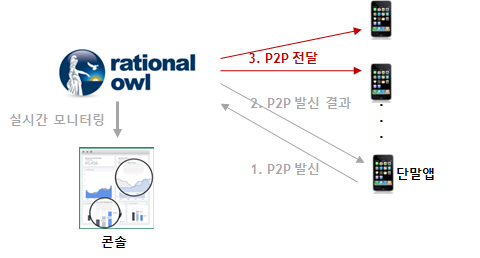 rational
owl
3. P2P 전달
2. P2P 발신 결과
실시간 모니터링
1. P2P 발신
단말앱
콘솔